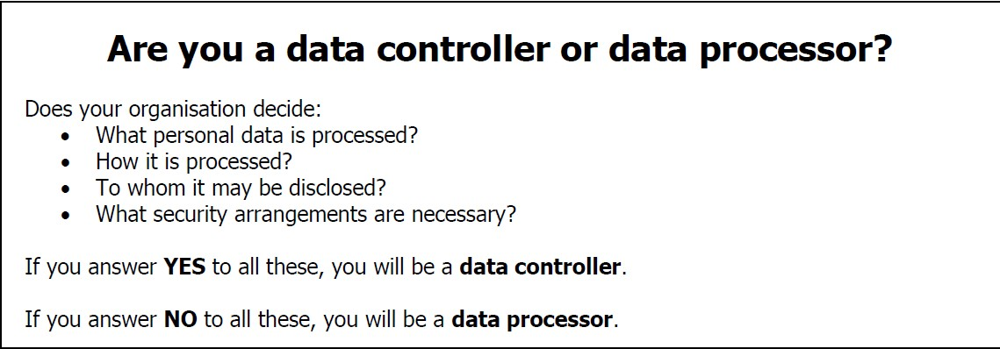 Are you a data controller or data processor?
Does your organisation decide:
• What personal data is processed?
• How it is processed?
• To whom it may be disclosed?
• What security arrangements are necessary?
If you answer YES to all these, you will be a data controller.
If you answer NO to all these, you will be a data processor.